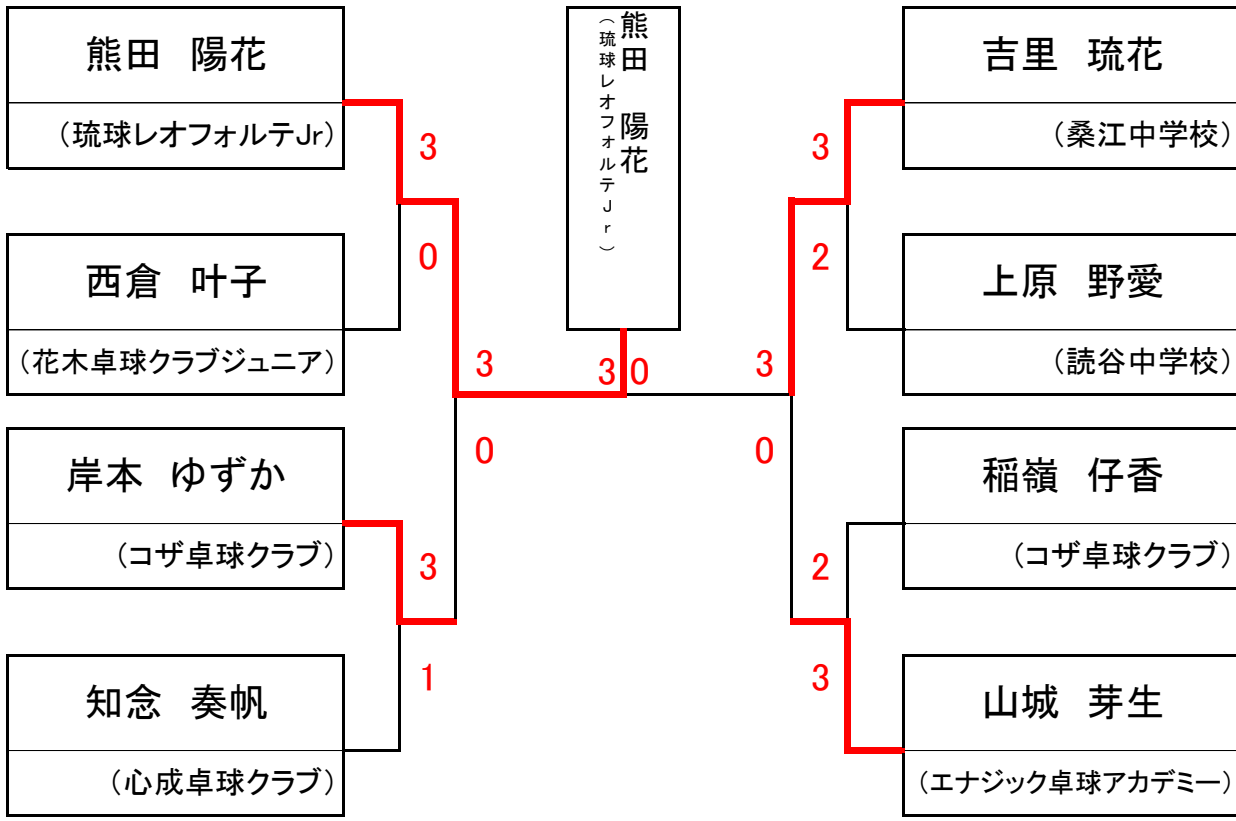 熊田　陽花
（琉球レオフォルテJr）
西倉　叶子
（花木卓球クラブジュニア）
岸本　ゆずか
（コザ卓球クラブ）
知念　奏帆
（心成卓球クラブ）
3
0
3
1
3
0
熊田　陽花
（琉球レオフォルテJr）
3 0
3
0
3
2
2
3
吉里　琉花
（桑江中学校）
上原　野愛
（読谷中学校）
稲嶺　仔香
（コザ卓球クラブ）
山城　芽生
（エナジック卓球アカデミー）